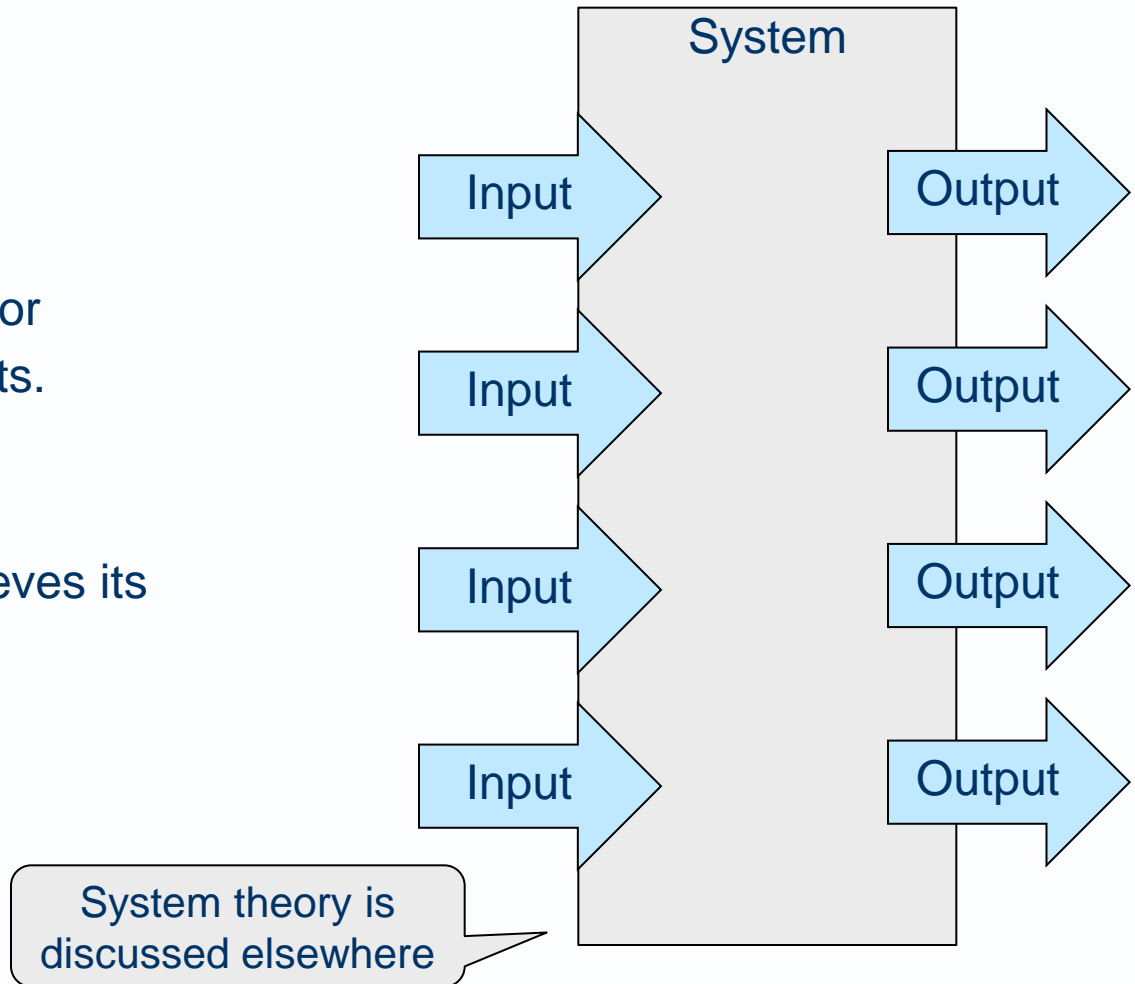 System
Input
Output
or
Input
Output
ts.
eves its
Input
Output
Input
Output
System theory is
discussed elsewhere